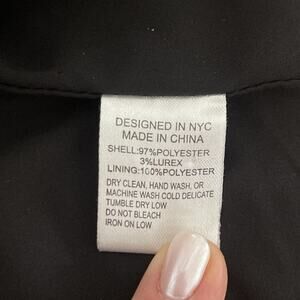 DESIGNED IN NYC
MADE IN CHINA
SHELL:97%POLYESTER
3%LUREX
LINING:100%POLYESTER
DRY CLEAN, HAND WASH, OR
MACHINE WASH COLD DELICATE
TUMBLE DRY LOW
DO NOT BLEACH
IRON ON LOW